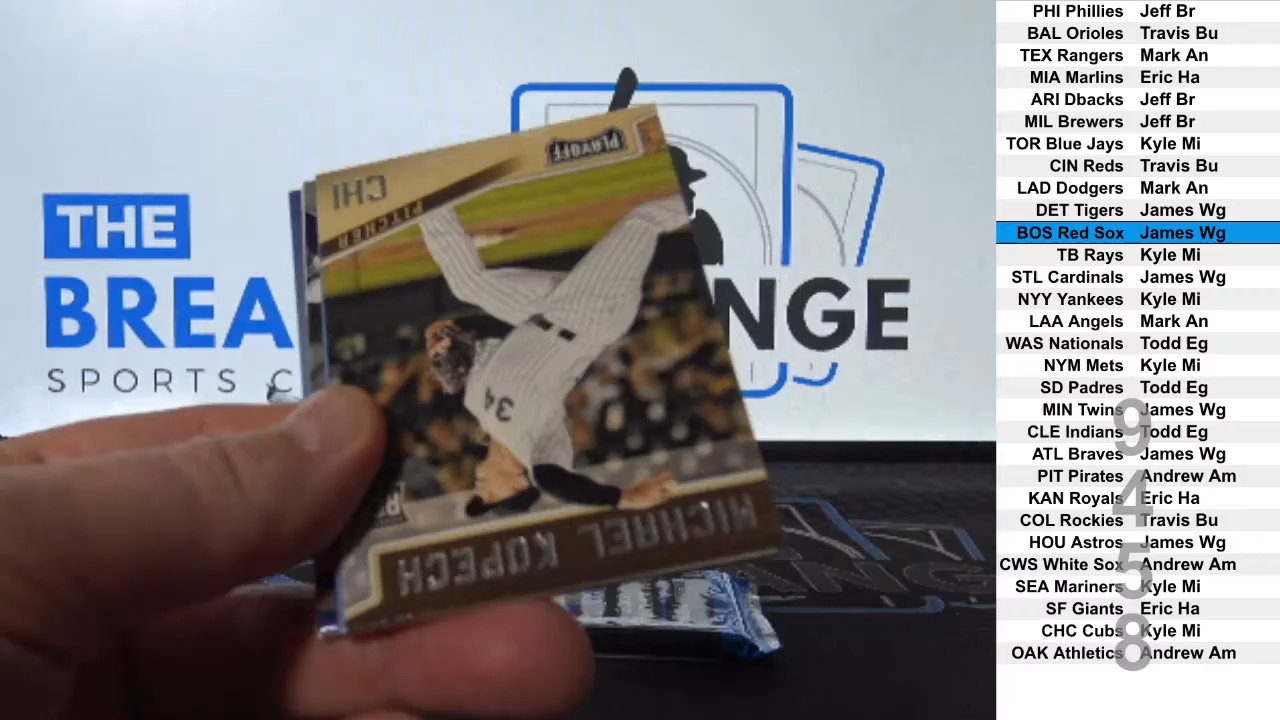 THE
BREA NGE
SPORTS C
PLAYOFF
CHI
PITCHER
34
MICHAEL KOPECH
PHI Phillies Jeff Br
BAL Orioles Travis Bu
TEX Rangers Mark An
MIA Marlins Eric Ha
ARI Dbacks Jeff Br
MIL Brewers Jeff Br
TOR Blue Jays Kyle Mi
CIN Reds Travis Bu
LAD Dodgers Mark An
DET Tigers James Wg
BOS Red Sox James Wg
TB Rays Kyle Mi
STL Cardinals James Wg
NYY Yankees Kyle Mi
LAA Angels Mark An
WAS Nationals Todd Eg
NYM Mets Kyle Mi
SD Padres Todd Eg
MIN Twins James Wg
CLE Indians Todd Eg
ATL Braves James Wg
PIT Pirates Andrew Am
KAN Royals Eric Ha
COL Rockies Travis Bu
HOU Astros James Wg
CWS White Sox Andrew Am
SEA Mariners Kyle Mi
SF Giants Eric Ha
CHC Cubs Kyle Mi
OAK Athletics Andrew Am
9
4
5
8